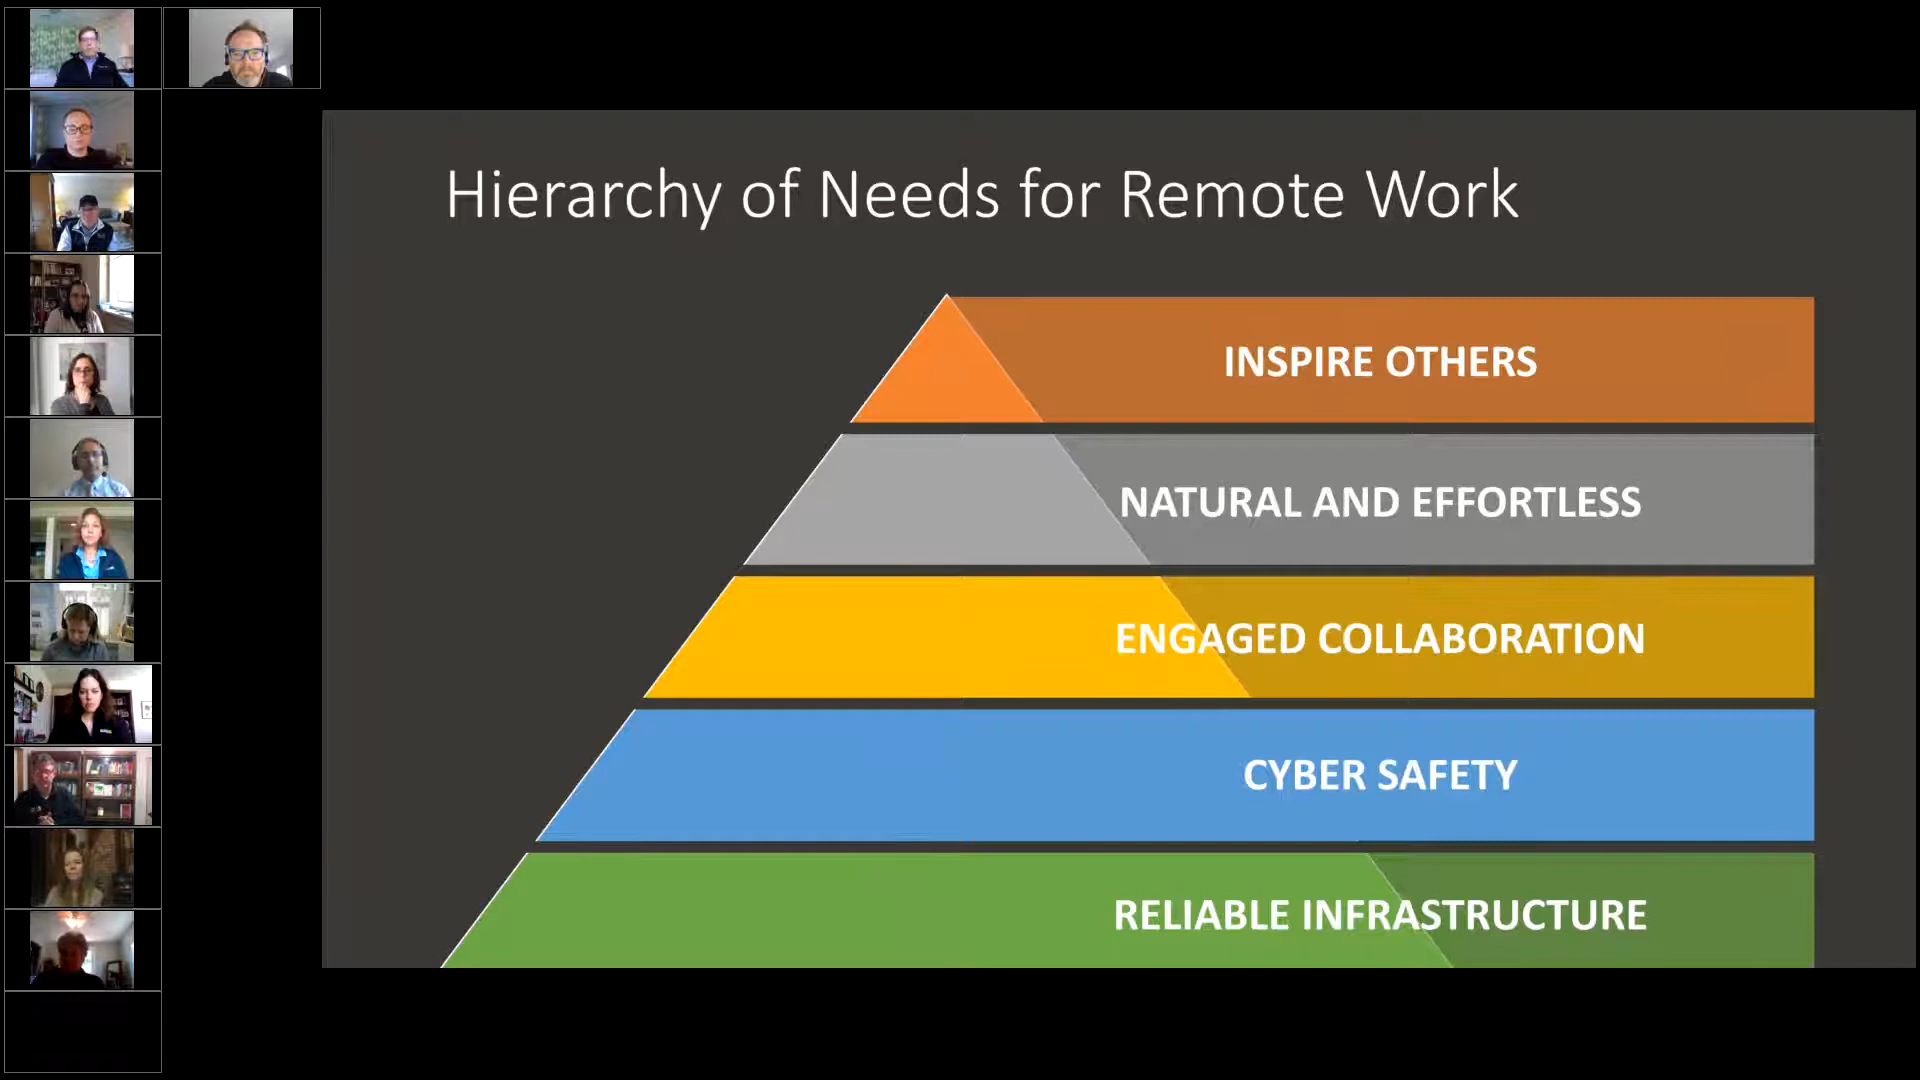 Hierarchy of Needs for Remote Work
INSPIRE OTHERS
NATURAL AND EFFORTLESS
ENGAGED COLLABORATION
CYBER SAFETY
RELIABLE INFRASTRUCTURE